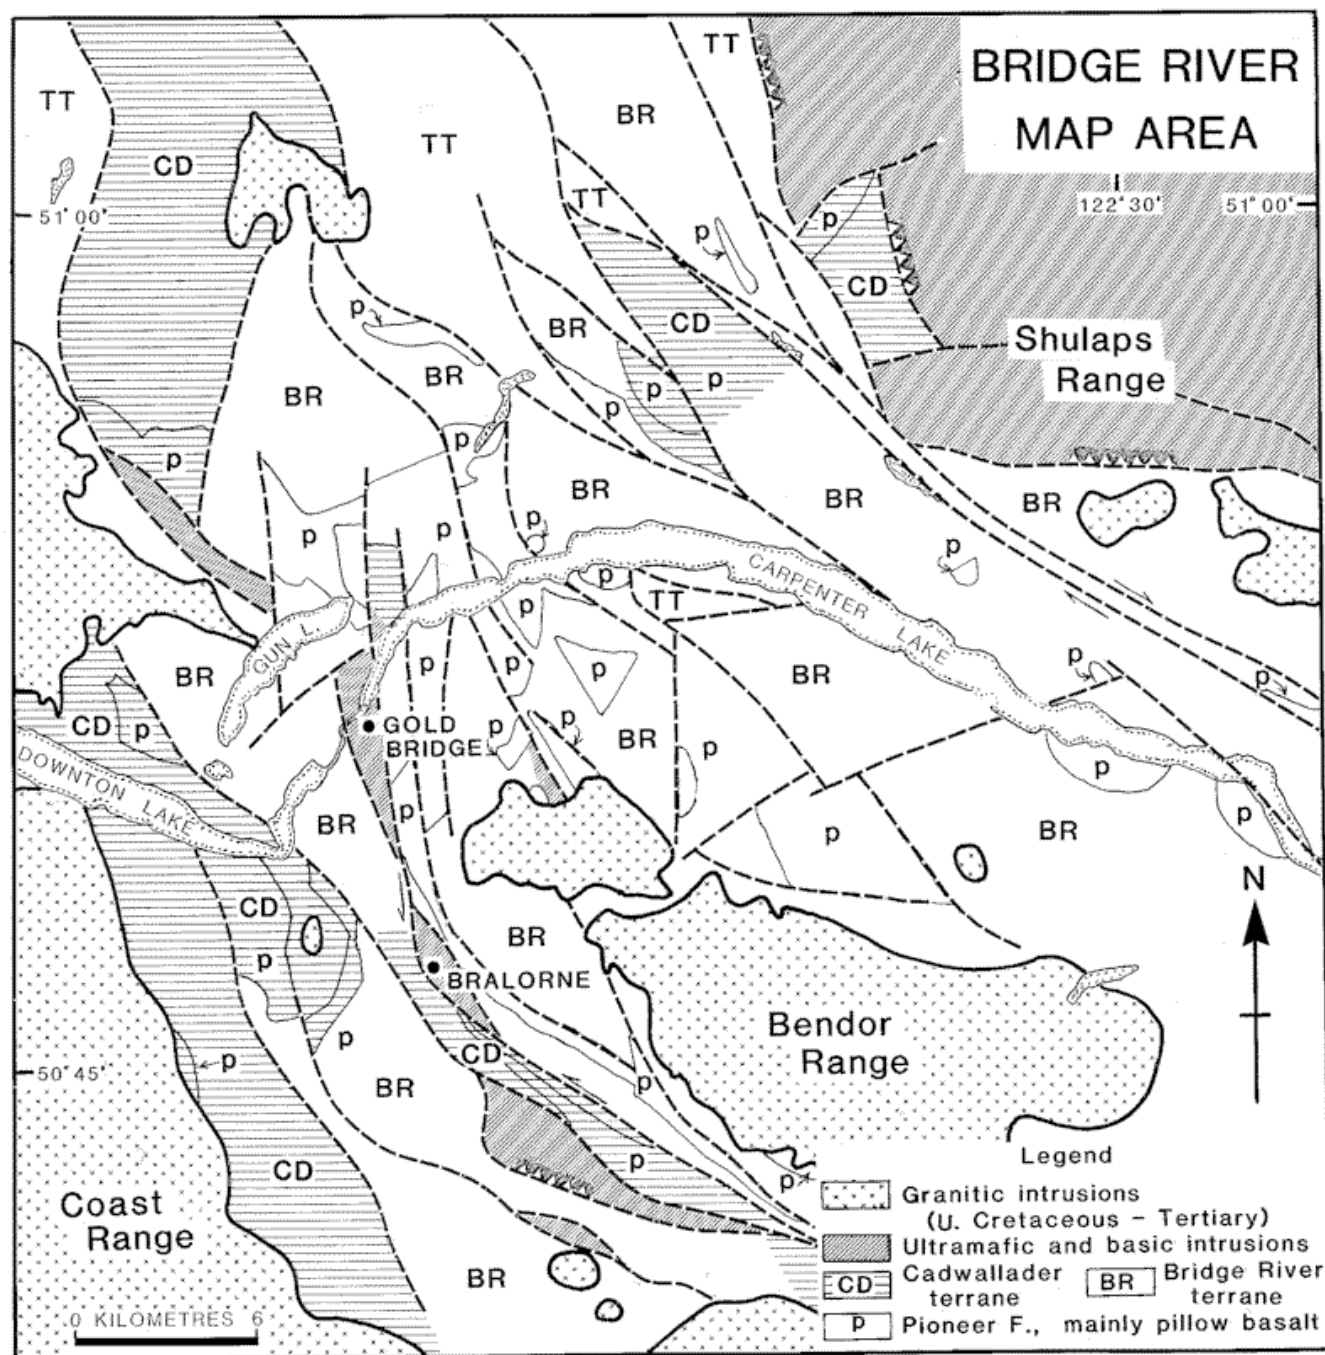 BRIDGE RIVER
MAP AREA
TT
TT
BR
TT
CD
TT
p
p
51° 00'
122° 30'
51° 00'
CD
p
BR
CD
Shulaps
Range
BR
BR
p
p
p
p
p
BR
BR
BR
p
p
p
p
CARPENTER
LAKE
p
TT
p
GUN L.
BR
p
p
p
BR
p
p
CD
p
GOLD
BRIDGE
p
BR
p
p
DOWNTON LAKE
BR
p
p
BR
p
N
CD
BR
p
BRALORNE
Bendor
Range
p
CD
p
50° 45'
BR
p
p
CD
p
Coast
Range
BR
0 KILOMETRES 6
Legend
Granitic intrusions
(U. Cretaceous - Tertiary)
Ultramafic and basic intrusions
CD Cadwallader terrane
BR Bridge River terrane
p Pioneer F., mainly pillow basalt